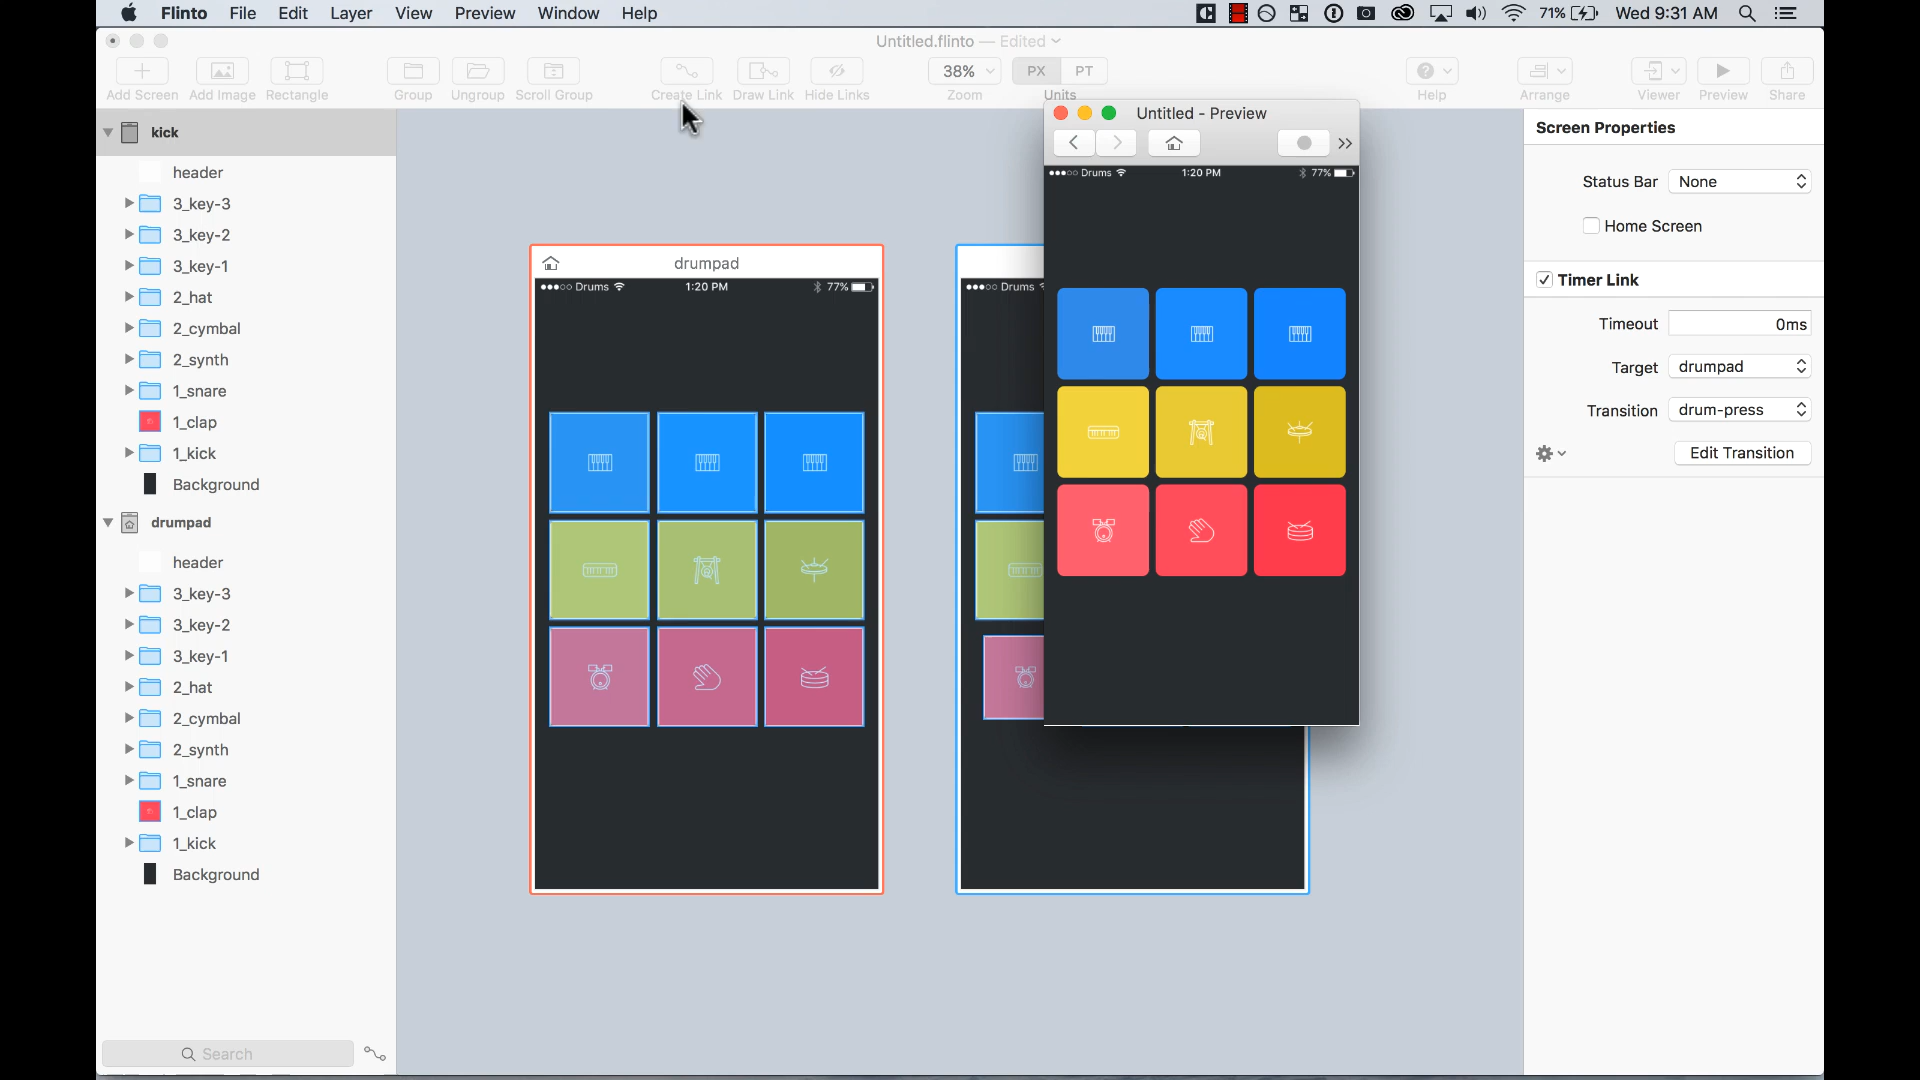 Flinto File Edit Layer View Preview Window Help 71% Wed 9:31 AM
Untitled.flinto — Edited
38% PX PT
Add Screen Add Image Rectangle Group Ungroup Scroll Group Create Link Draw Link Hide Links Zoom Units Help Arrange Viewer Preview Share
kick
header
3_key-3
3_key-2
3_key-1
2_hat
2_cymbal
2_synth
1_snare
1_clap
1_kick
Background
drumpad
header
3_key-3
3_key-2
3_key-1
2_hat
2_cymbal
2_synth
1_snare
1_clap
1_kick
Background
Search
drumpad
Drums 1:20 PM 77%
Drums
Untitled - Preview
Drums 1:20 PM 77%
Screen Properties
Status Bar None
Home Screen
Timer Link
Timeout 0ms
Target drumpad
Transition drum-press
Edit Transition